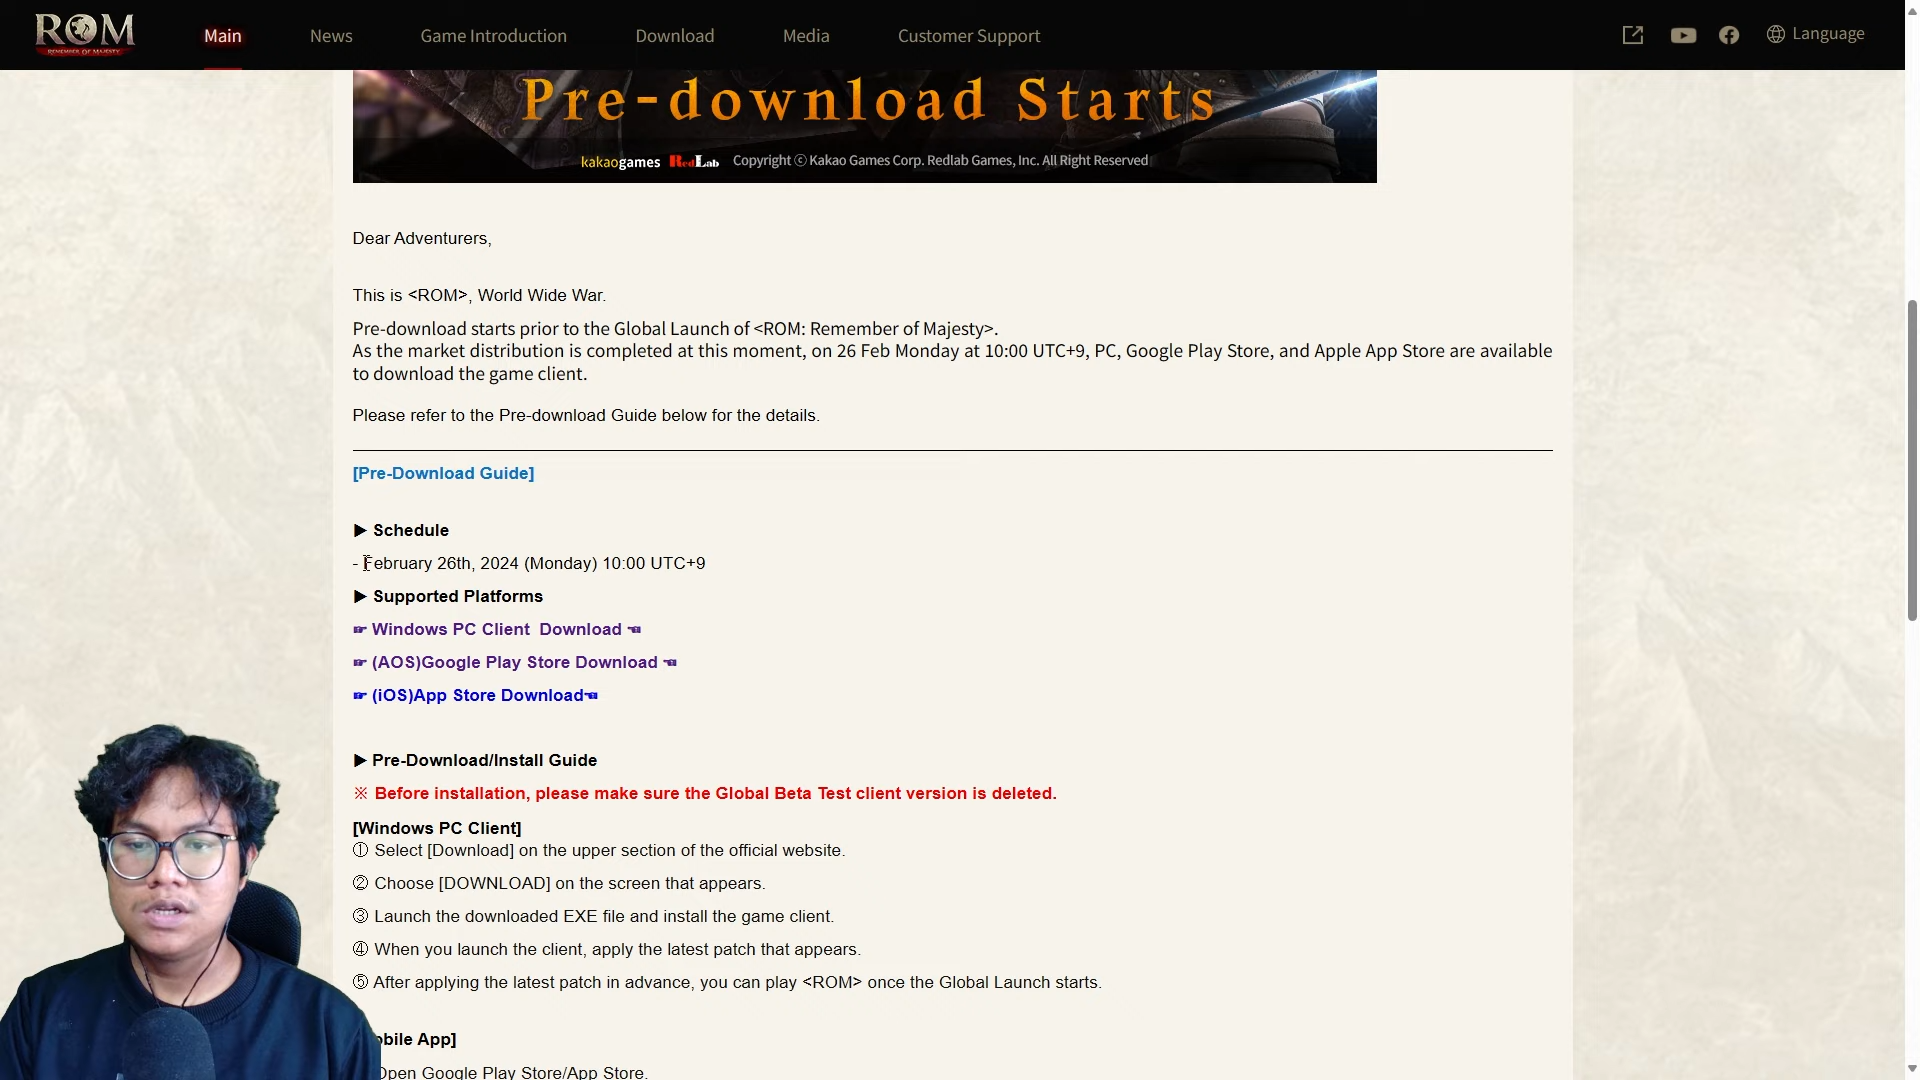 ROM
REMEMBER OF MAJESTY
Main
News
Game Introduction
Download
Media
Customer Support
Language
Pre-download Starts
kakaogames RedLab Copyright ⓒ Kakao Games Corp. Redlab Games, Inc. All Right Reserved
Dear Adventurers,
This is <ROM>, World Wide War.
Pre-download starts prior to the Global Launch of <ROM: Remember of Majesty>.
As the market distribution is completed at this moment, on 26 Feb Monday at 10:00 UTC+9, PC, Google Play Store, and Apple App Store are available
to download the game client.
Please refer to the Pre-download Guide below for the details.
[Pre-Download Guide]
▶ Schedule
- February 26th, 2024 (Monday) 10:00 UTC+9
▶ Supported Platforms
☞ Windows PC Client  Download ☜
☞ (AOS)Google Play Store Download ☜
☞ (iOS)App Store Download☜
▶ Pre-Download/Install Guide
※ Before installation, please make sure the Global Beta Test client version is deleted.
[Windows PC Client]
① Select [Download] on the upper section of the official website.
② Choose [DOWNLOAD] on the screen that appears.
③ Launch the downloaded EXE file and install the game client.
④ When you launch the client, apply the latest patch that appears.
⑤ After applying the latest patch in advance, you can play <ROM> once the Global Launch starts.
obile App]
Open Google Play Store/App Store.